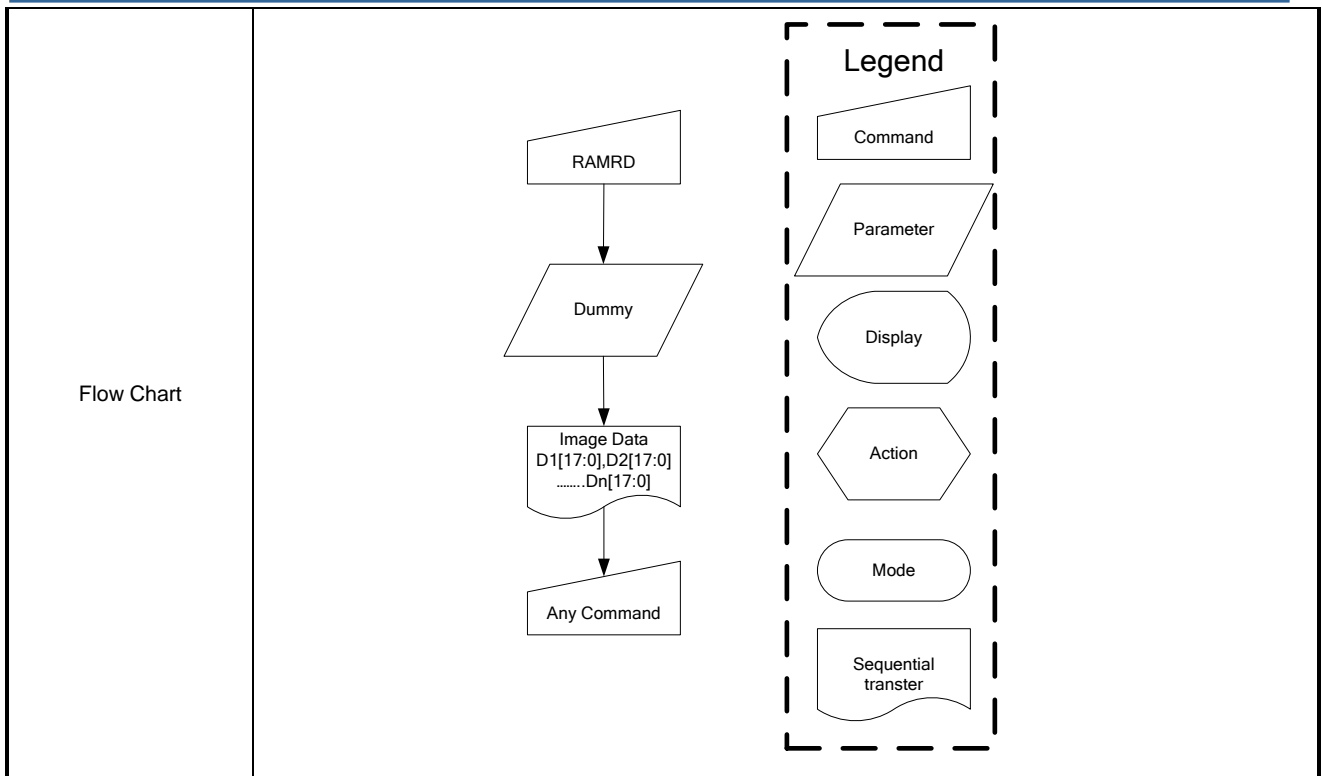 Flow Chart
RAMRD
Dummy
Image Data
D1[17:0],D2[17:0]
........Dn[17:0]
Any Command
Legend
Command
Parameter
Display
Action
Mode
Sequential
transter